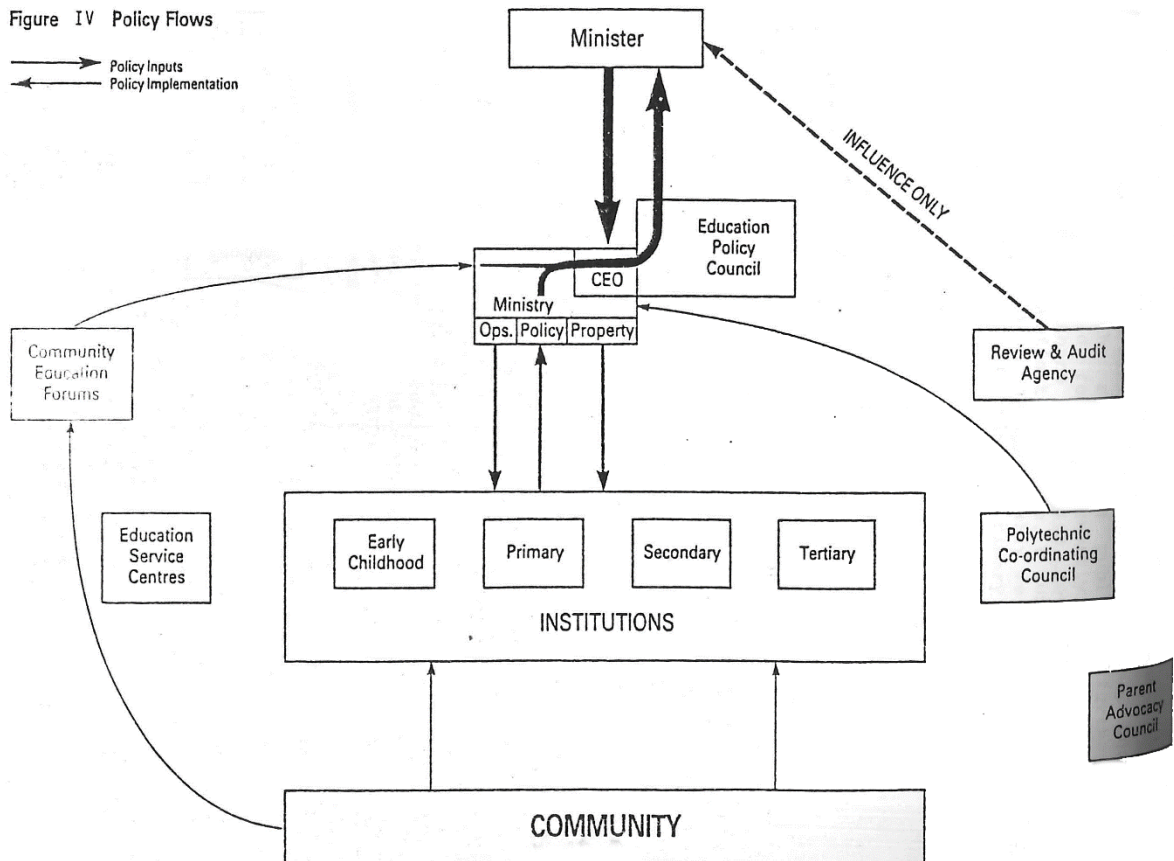 Figure IV Policy Flows
Policy Inputs
Policy Implementation
Minister
INFLUENCE ONLY
Education
Policy
Council
CEO
Ministry
Ops.
Policy
Property
Community
Education
Forums
Review & Audit
Agency
Education
Service
Centres
Early
Childhood
Primary
Secondary
Tertiary
INSTITUTIONS
Polytechnic
Co-ordinating
Council
Parent
Advocacy
Council
COMMUNITY